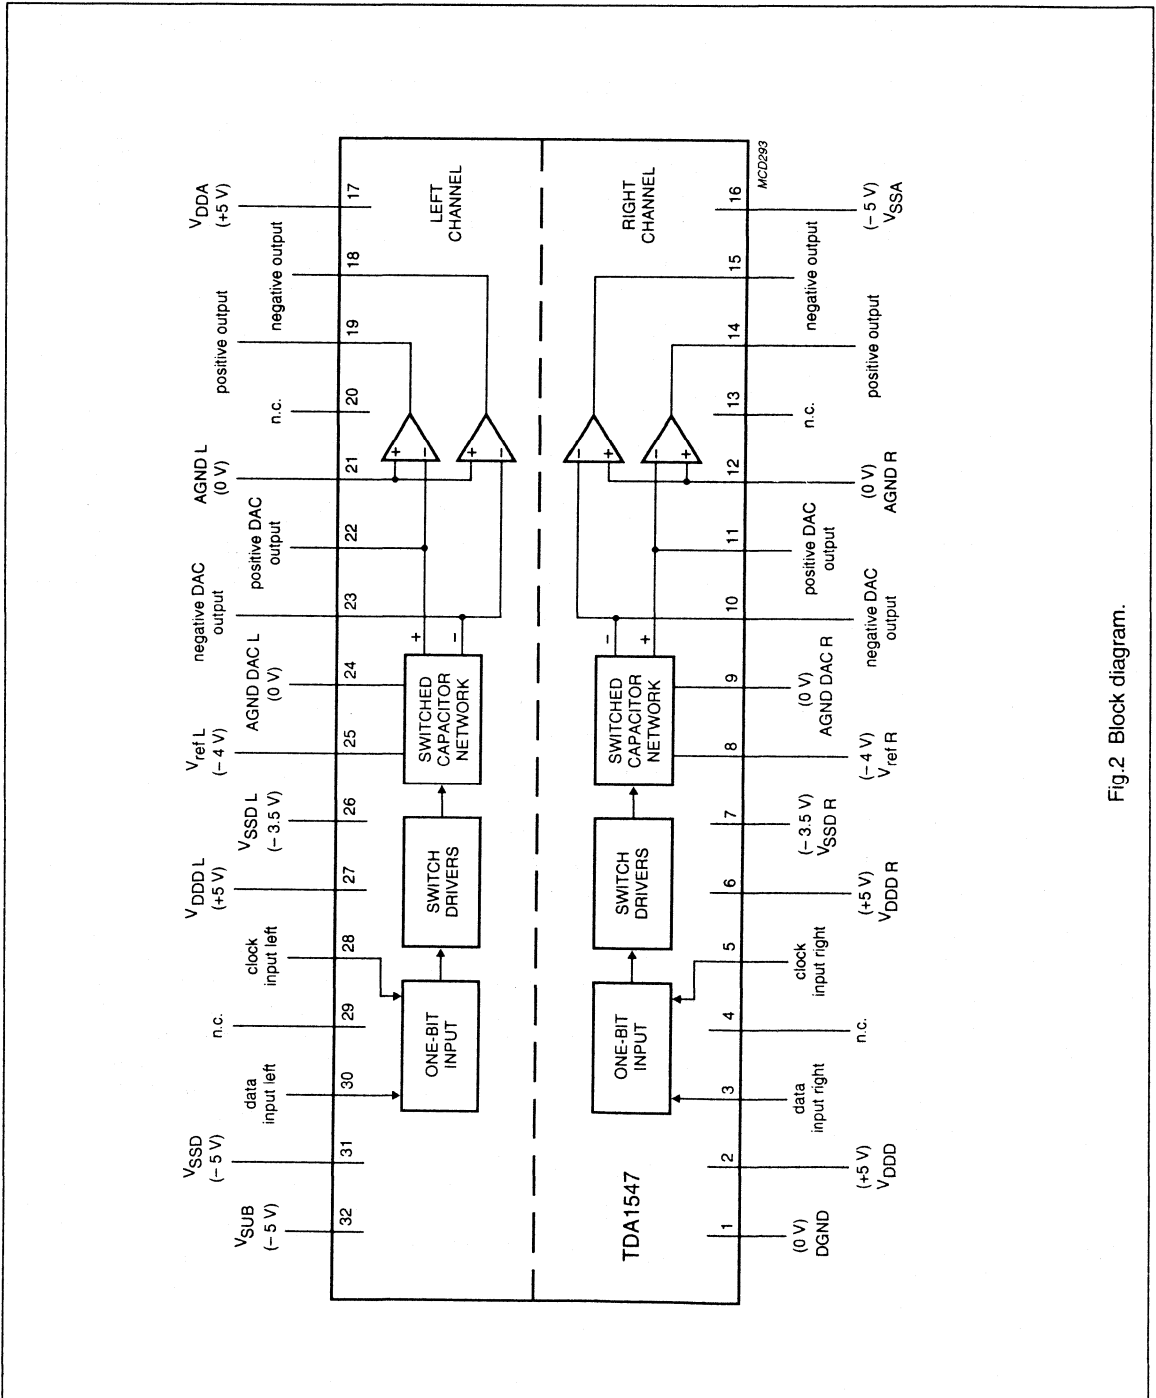 VSUB
(– 5 V)
32
VSSD
(– 5 V)
31
data
input left
30
n.c.
29
clock
input left
28
VDDD L
(+5 V)
27
VSSD L
(– 3.5 V)
26
Vref L
(– 4 V)
25
AGND DAC L
(0 V)
24
negative DAC
output
23
positive DAC
output
22
AGND L
(0 V)
21
n.c.
20
positive output
19
negative output
18
VDDA
(+5 V)
17
ONE-BIT
INPUT
SWITCH
DRIVERS
SWITCHED
CAPACITOR
NETWORK
+
–
+
–
+
–
LEFT
CHANNEL
TDA1547
ONE-BIT
INPUT
SWITCH
DRIVERS
SWITCHED
CAPACITOR
NETWORK
–
+
–
+
–
+
RIGHT
CHANNEL
1
(0 V)
DGND
2
(+5 V)
VDDD
3
data
input right
4
n.c.
5
clock
input right
6
(+5 V)
VDDD R
7
(– 3.5 V)
VSSD R
8
(– 4 V)
Vref R
9
(0 V)
AGND DAC R
10
negative DAC
output
11
positive DAC
output
12
(0 V)
AGND R
13
n.c.
14
positive output
15
negative output
16
(– 5 V)
VSSA
MCD293
Fig.2 Block diagram.